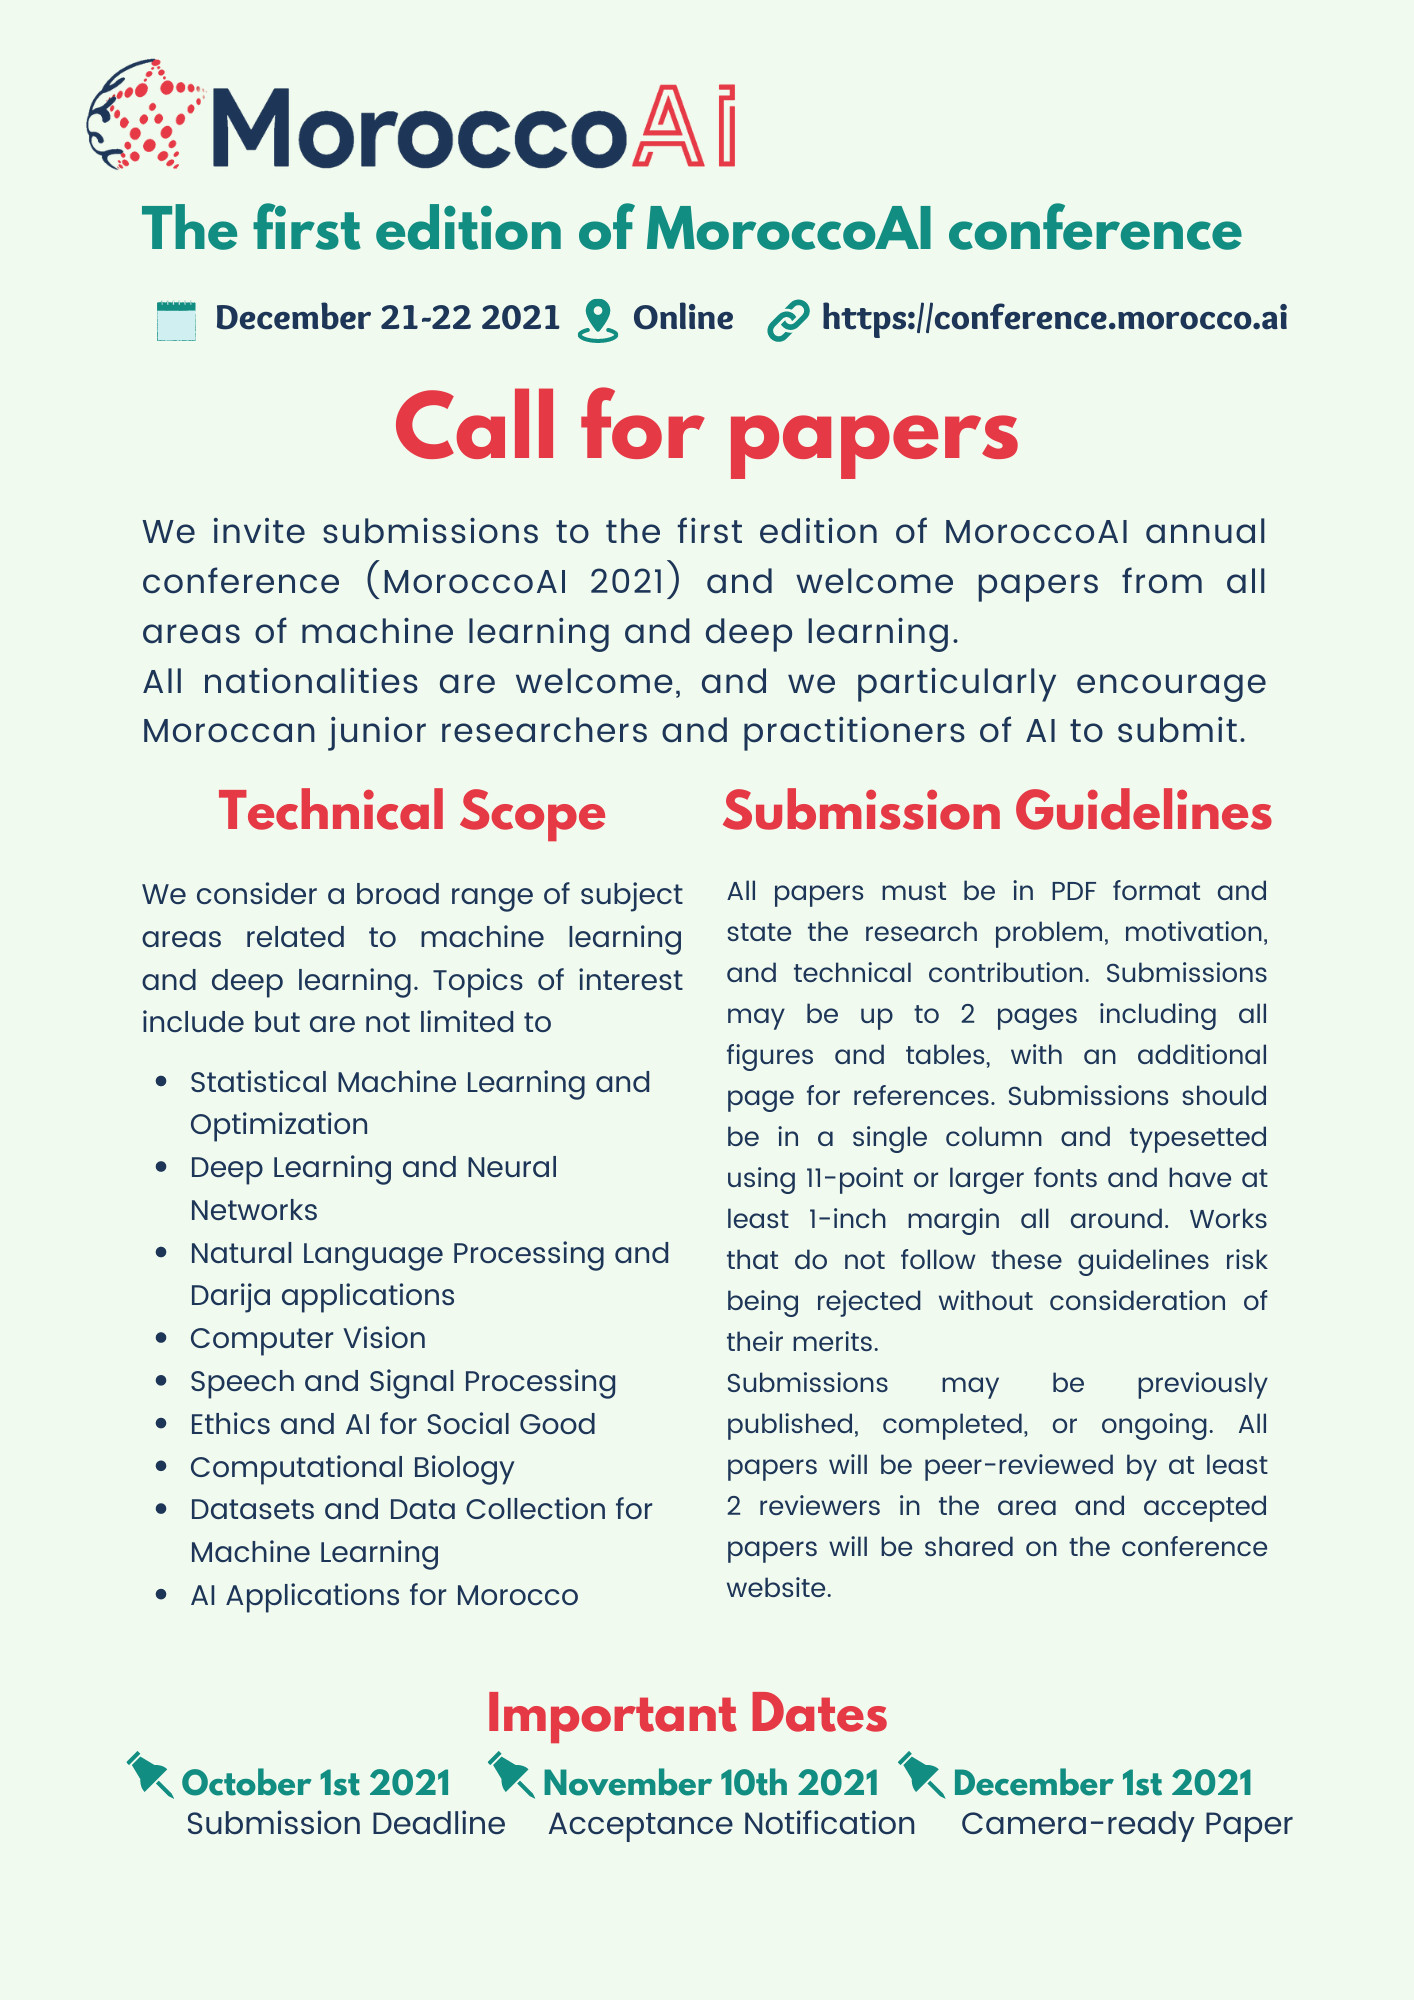 MoroccoAi
The first edition of MoroccoAI conference
December 21-22 2021 Online https://conference.morocco.ai
Call for papers
We invite submissions to the first edition of MoroccoAI annual
conference (MoroccoAI 2021) and welcome papers from all
areas of machine learning and deep learning.
All nationalities are welcome, and we particularly encourage
Moroccan junior researchers and practitioners of AI to submit.
Technical Scope
We consider a broad range of subject
areas related to machine learning
and deep learning. Topics of interest
include but are not limited to
• Statistical Machine Learning and
Optimization
• Deep Learning and Neural
Networks
• Natural Language Processing and
Darija applications
• Computer Vision
• Speech and Signal Processing
• Ethics and AI for Social Good
• Computational Biology
• Datasets and Data Collection for
Machine Learning
• AI Applications for Morocco
Submission Guidelines
All papers must be in PDF format and
state the research problem, motivation,
and technical contribution. Submissions
may be up to 2 pages including all
figures and tables, with an additional
page for references. Submissions should
be in a single column and typesetted
using 11-point or larger fonts and have at
least 1-inch margin all around. Works
that do not follow these guidelines risk
being rejected without consideration of
their merits.
Submissions may be previously
published, completed, or ongoing. All
papers will be peer-reviewed by at least
2 reviewers in the area and accepted
papers will be shared on the conference
website.
Important Dates
October 1st 2021
Submission Deadline
November 10th 2021
Acceptance Notification
December 1st 2021
Camera-ready Paper